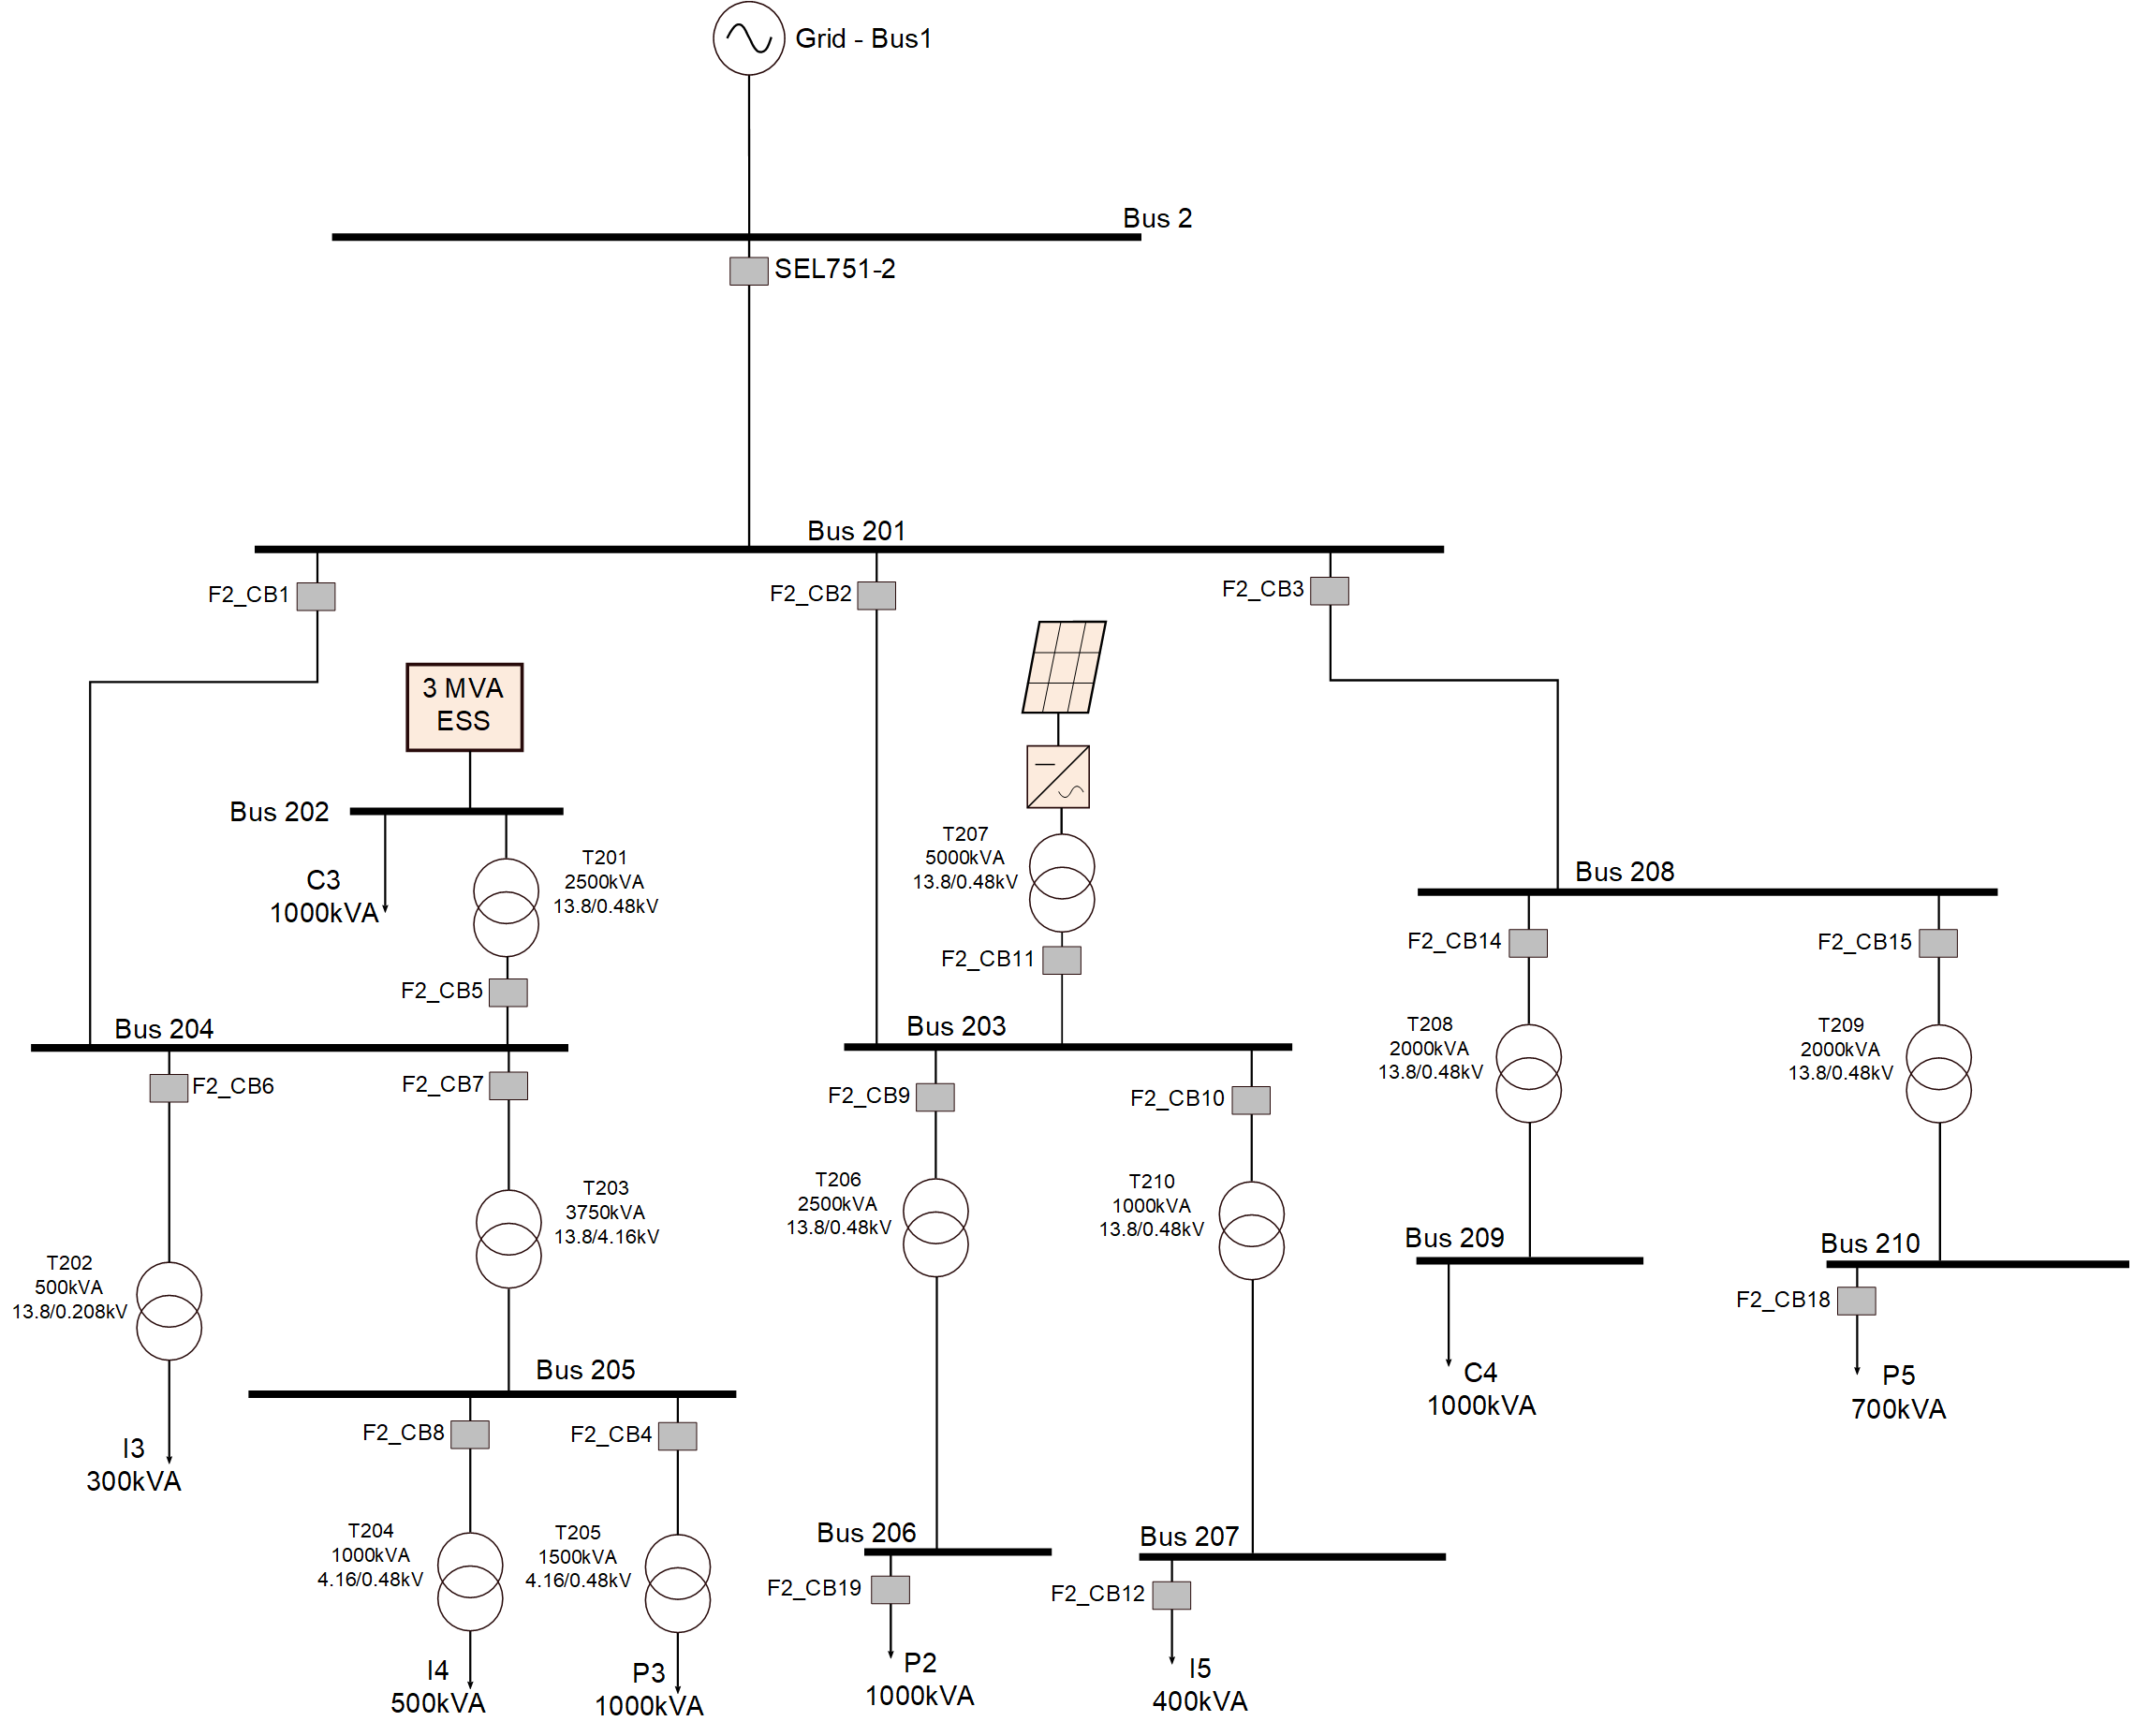 Grid - Bus1
Bus 2
SEL751-2
Bus 201
F2_CB1
F2_CB2
F2_CB3
3 MVA
ESS
Bus 202
C3
1000kVA
T201
2500kVA
13.8/0.48kV
F2_CB5
T207
5000kVA
13.8/0.48kV
F2_CB11
Bus 208
F2_CB14
F2_CB15
Bus 204
Bus 203
F2_CB6
F2_CB7
F2_CB9
F2_CB10
T208
2000kVA
13.8/0.48kV
T209
2000kVA
13.8/0.48kV
T202
500kVA
13.8/0.208kV
T203
3750kVA
13.8/4.16kV
T206
2500kVA
13.8/0.48kV
T210
1000kVA
13.8/0.48kV
Bus 209
Bus 210
F2_CB18
Bus 205
F2_CB8
F2_CB4
C4
1000kVA
P5
700kVA
I3
300kVA
T204
1000kVA
4.16/0.48kV
T205
1500kVA
4.16/0.48kV
Bus 206
Bus 207
F2_CB19
F2_CB12
I4
500kVA
P3
1000kVA
P2
1000kVA
I5
400kVA